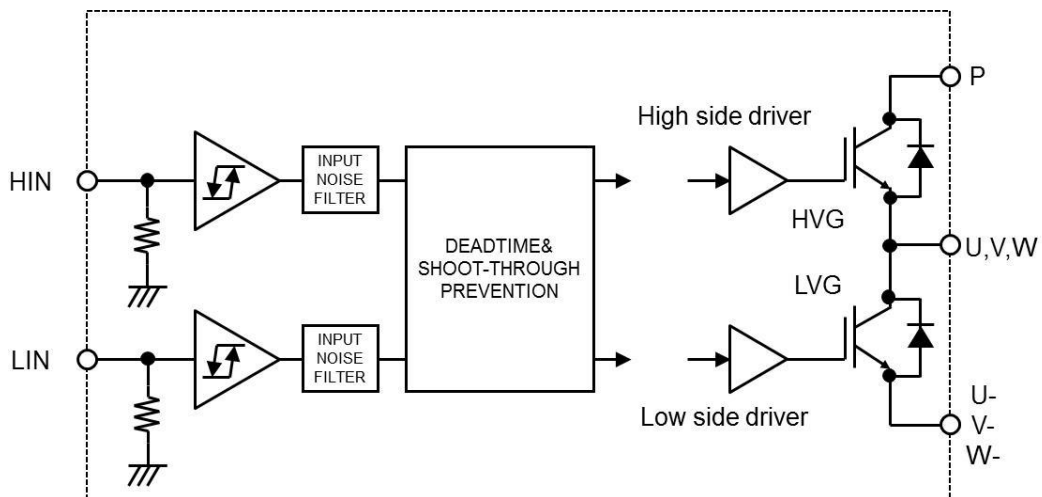 P
High side driver
HIN
INPUT
NOISE
FILTER
HVG
DEADTIME&
SHOOT-THROUGH
PREVENTION
U,V,W
LVG
LIN
INPUT
NOISE
FILTER
Low side driver
U-
V-
W-